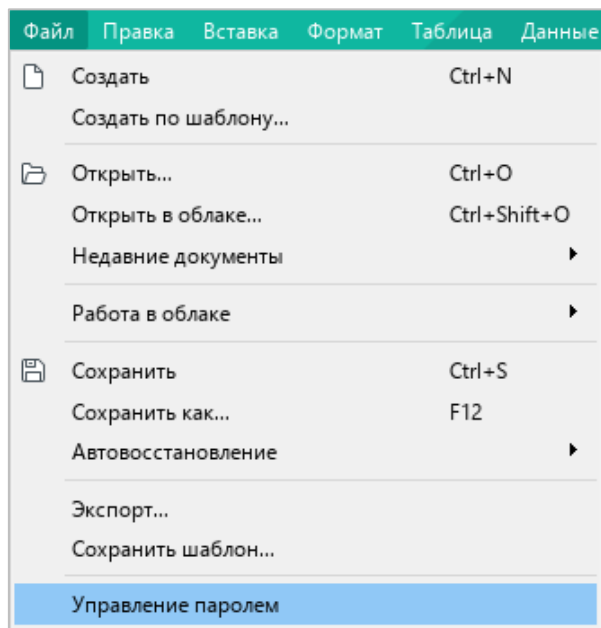 Файл Правка Вставка Формат Таблица Данные
Создать Ctrl+N
Создать по шаблону...
Открыть... Ctrl+O
Открыть в облаке... Ctrl+Shift+O
Недавние документы
Работа в облаке
Сохранить Ctrl+S
Сохранить как... F12
Автовосстановление
Экспорт...
Сохранить шаблон...
Управление паролем